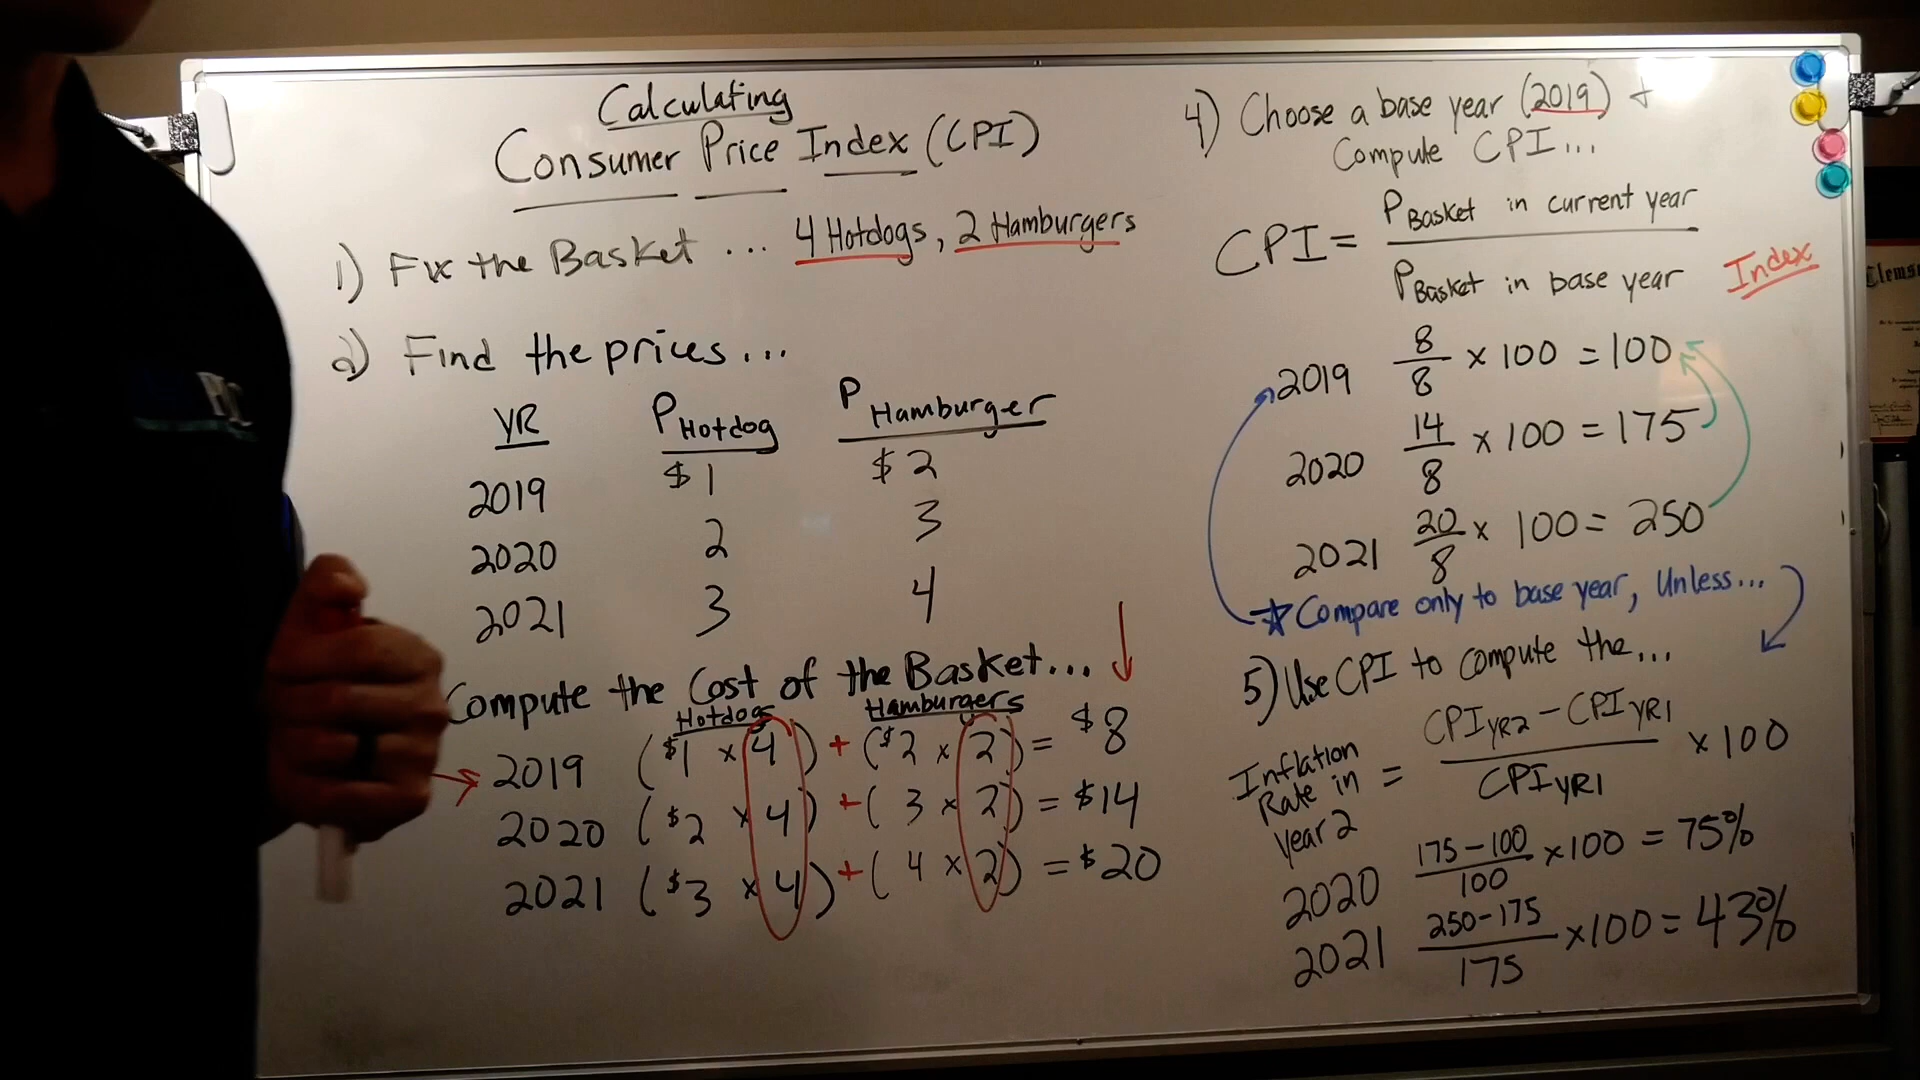 Calculating
Consumer Price Index (CPI)
1) Fix the Basket ... 4 Hotdogs, 2 Hamburgers
2) Find the prices...
YR P Hotdog P Hamburger
2019 $1 $2
2020 2 3
2021 3 4
Compute the Cost of the Basket...
Hotdogs Hamburgers
2019 ($1 × 4) + ($2 × 2) = $8
2020 ($2 × 4) + (3 × 2) = $14
2021 ($3 × 4) + (4 × 2) = $20
4) Choose a base year (2019) +
Compute CPI...
CPI = P Basket in current year
P Basket in base year
Index
2019 8/8 × 100 = 100
2020 14/8 × 100 = 175
2021 20/8 × 100 = 250
☆ Compare only to base year, Unless...
5) Use CPI to compute the...
Inflation Rate in year 2 = CPI YR2 - CPI YR1 / CPI YR1 × 100
2020 175-100/100 × 100 = 75%
2021 250-175/175 × 100 = 43%